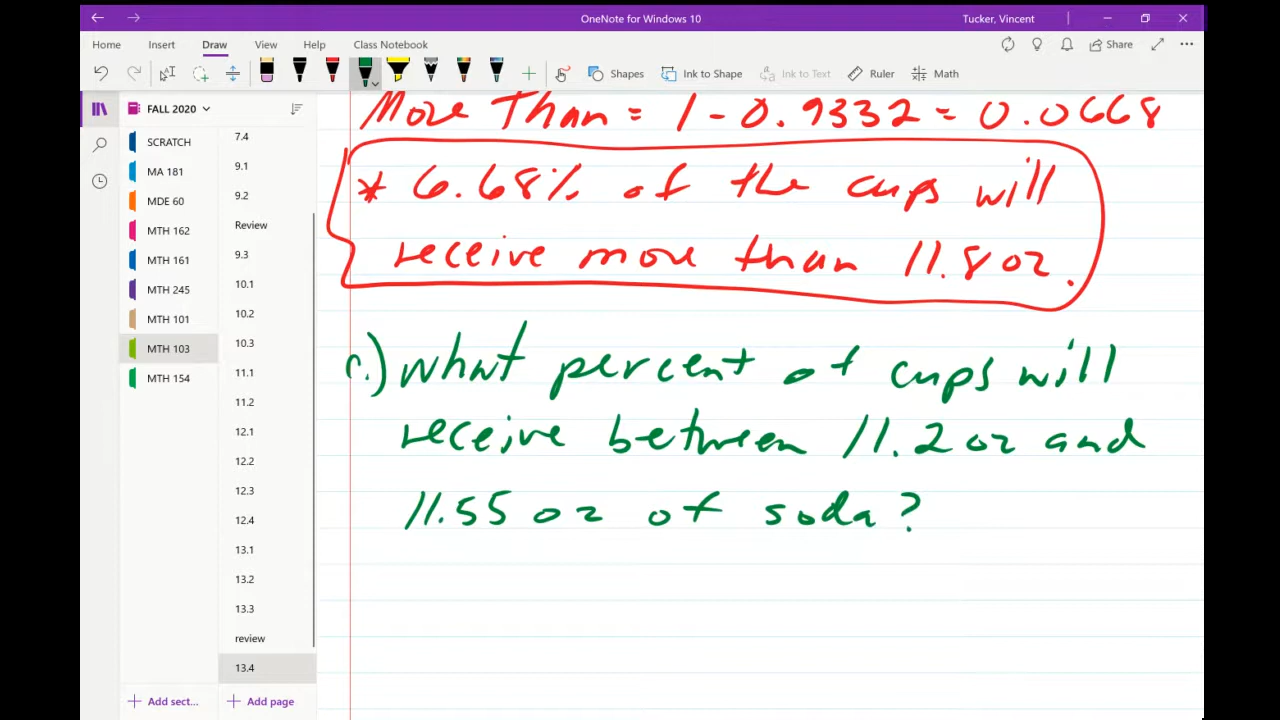 OneNote for Windows 10
Tucker, Vincent
Home Insert Draw View Help Class Notebook
Share
Shapes Ink to Shape Ink to Text Ruler Math
FALL 2020
SCRATCH
MA 181
MDE 60
MTH 162
MTH 161
MTH 245
MTH 101
MTH 103
MTH 154
Add sect...
7.4
9.1
9.2
Review
9.3
10.1
10.2
10.3
11.1
11.2
12.1
12.2
12.3
12.4
13.1
13.2
13.3
review
13.4
Add page
More Than = 1 - 0.9332 = 0.0668
* 6.68% of the cups will
receive more than 11.8 oz.
c.) What percent of cups will
receive between 11.2 oz and
11.55 oz of soda?